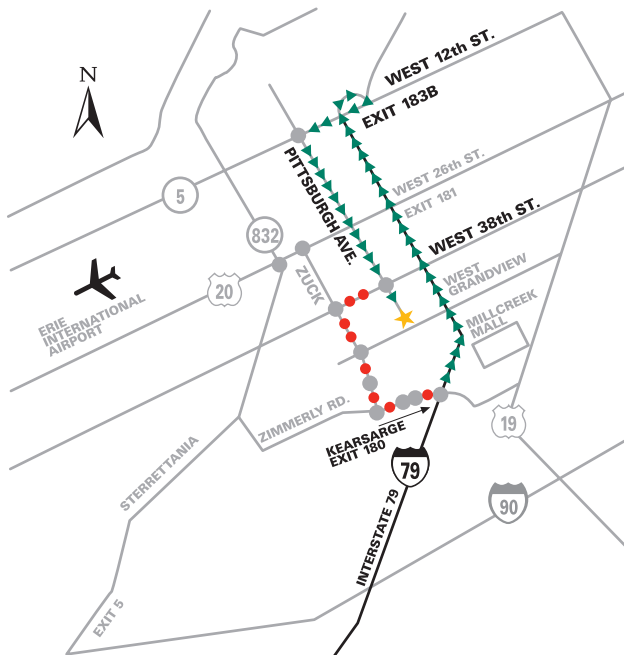 N
WEST 12th ST.
EXIT 183B
PITTSBURGH AVE.
WEST 26th ST.
EXIT 181
5
832
WEST 38th ST.
ZUCK
WEST
GRANDVIEW
20
ERIE
INTERNATIONAL
AIRPORT
MILLCREEK
MALL
ZIMMERLY RD.
KEARSARGE
EXIT 180
19
79
90
STERRETTANIA
INTERSTATE 79
EXIT 5